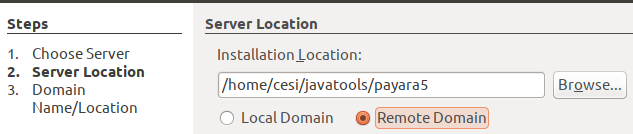 Steps
1. Choose Server
2. Server Location
3. Domain
Name/Location
Server Location
Installation Location:
/home/cesi/javatools/payara5
Browse...
Local Domain
Remote Domain